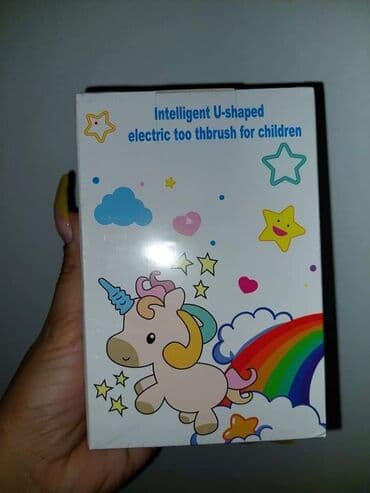 Intelligent U-shaped
electric too thbrush for children